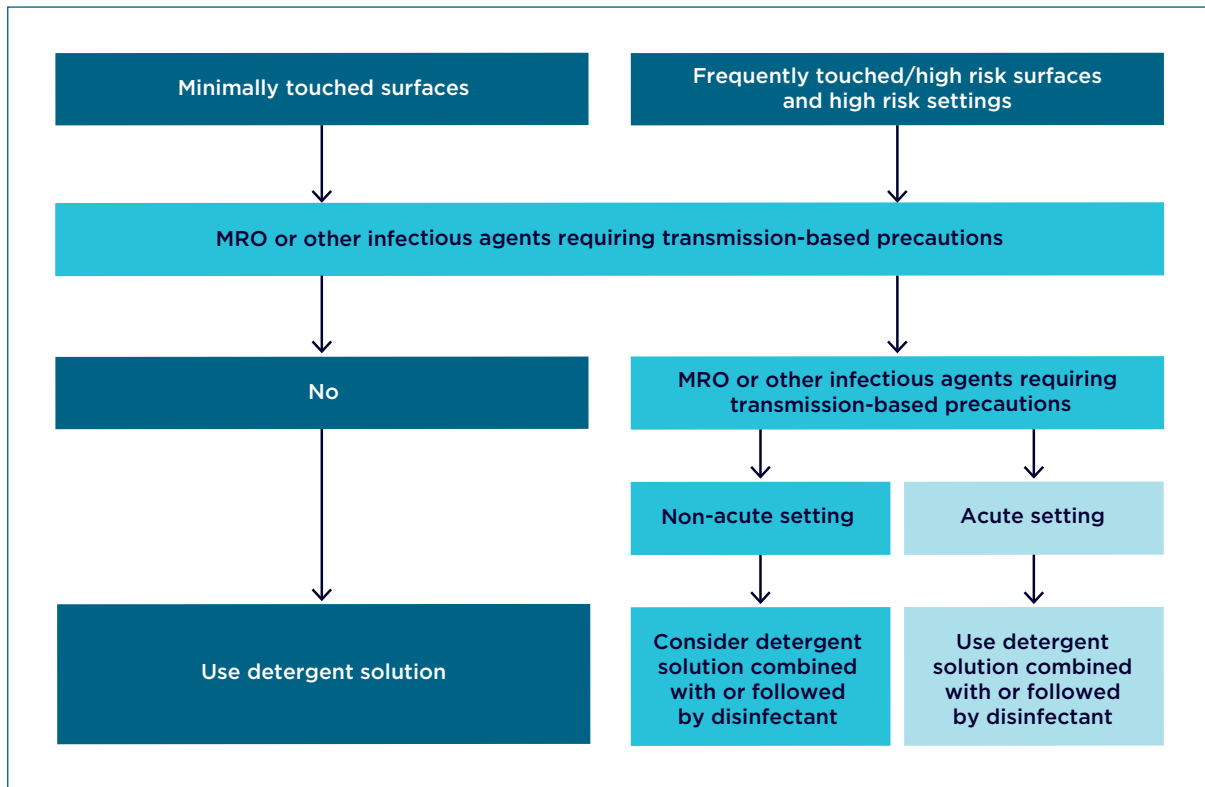 Minimally touched surfaces
Frequently touched/high risk surfaces
and high risk settings
MRO or other infectious agents requiring transmission-based precautions
No
MRO or other infectious agents requiring
transmission-based precautions
Non-acute setting
Acute setting
Use detergent solution
Consider detergent
solution combined
with or followed
by disinfectant
Use detergent
solution combined
with or followed
by disinfectant